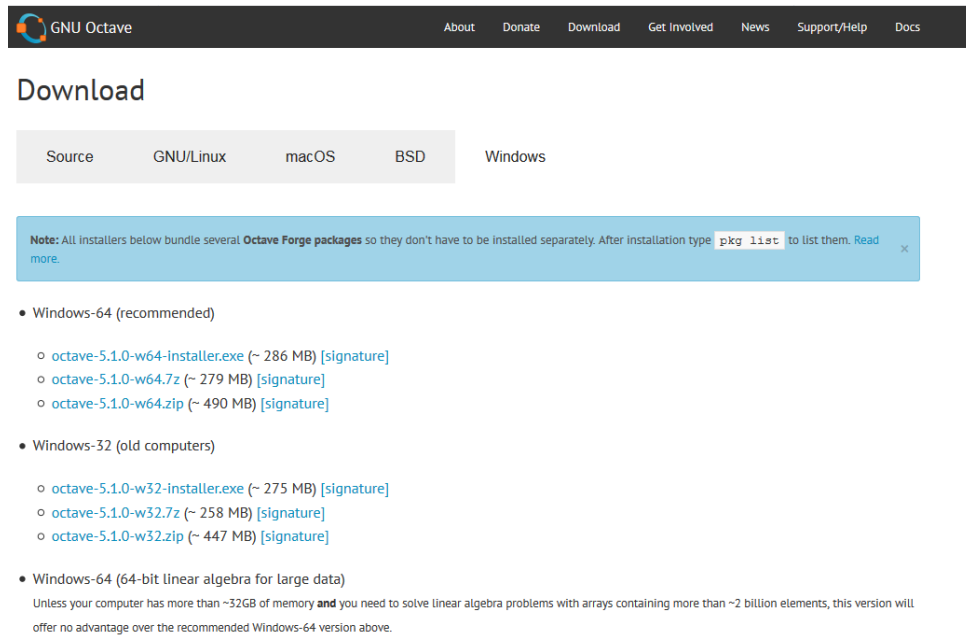 GNU Octave About Donate Download Get Involved News Support/Help Docs
Download
Source GNU/Linux macOS BSD Windows
Note: All installers below bundle several Octave Forge packages so they don't have to be installed separately. After installation type pkg list to list them. Read
more. ×
Windows-64 (recommended)
octave-5.1.0-w64-installer.exe (~ 286 MB) [signature]
octave-5.1.0-w64.7z (~ 279 MB) [signature]
octave-5.1.0-w64.zip (~ 490 MB) [signature]
Windows-32 (old computers)
octave-5.1.0-w32-installer.exe (~ 275 MB) [signature]
octave-5.1.0-w32.7z (~ 258 MB) [signature]
octave-5.1.0-w32.zip (~ 447 MB) [signature]
Windows-64 (64-bit linear algebra for large data)
Unless your computer has more than ~32GB of memory and you need to solve linear algebra problems with arrays containing more than ~2 billion elements, this version will
offer no advantage over the recommended Windows-64 version above.